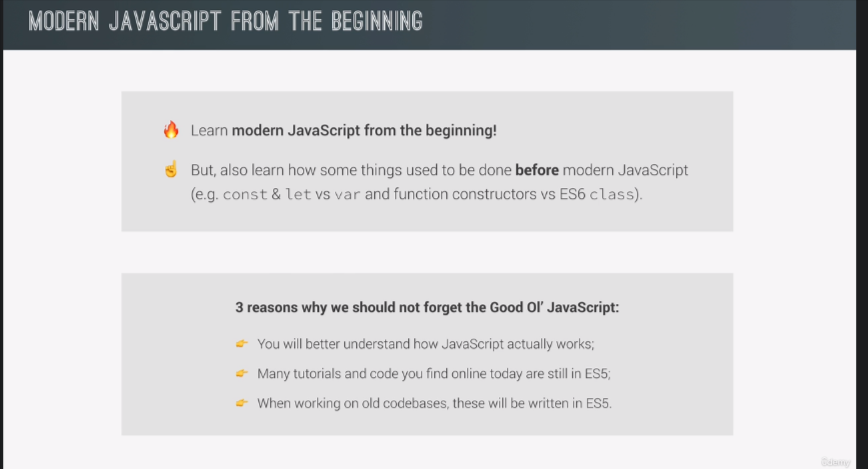 MODERN JAVASCRIPT FROM THE BEGINNING
🔥 Learn modern JavaScript from the beginning!
☝ But, also learn how some things used to be done before modern JavaScript
(e.g. const & let vs var and function constructors vs ES6 class).
3 reasons why we should not forget the Good Ol’ JavaScript:
👉 You will better understand how JavaScript actually works;
👉 Many tutorials and code you find online today are still in ES5;
👉 When working on old codebases, these will be written in ES5.
Udemy